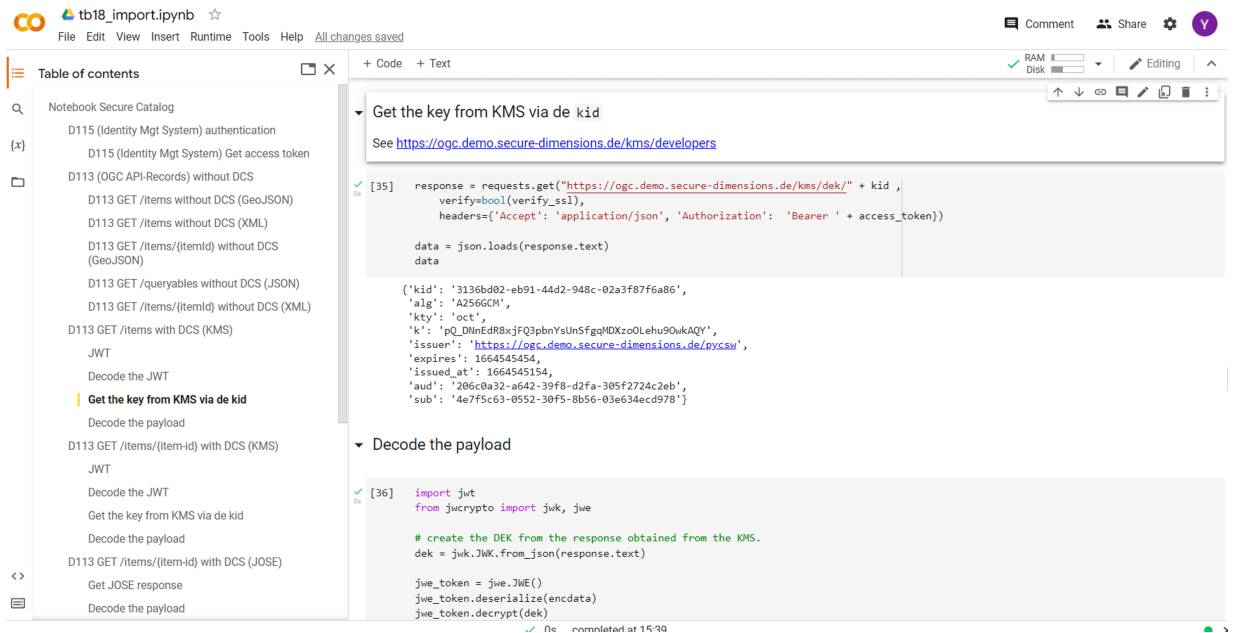 tb18_import.ipynb
File Edit View Insert Runtime Tools Help All changes saved
Comment Share Y
Table of contents
Notebook Secure Catalog
D115 (Identity Mgt System) authentication
D115 (Identity Mgt System) Get access token
D113 (OGC API-Records) without DCS
D113 GET /items without DCS (GeoJSON)
D113 GET /items without DCS (XML)
D113 GET /items/{itemId} without DCS
(GeoJSON)
D113 GET /queryables without DCS (JSON)
D113 GET /items/{itemId} without DCS (XML)
D113 GET /items with DCS (KMS)
JWT
Decode the JWT
Get the key from KMS via de kid
Decode the payload
D113 GET /items/{item-id} with DCS (KMS)
JWT
Decode the JWT
Get the key from KMS via de kid
Decode the payload
D113 GET /items/{item-id} with DCS (JOSE)
Get JOSE response
Decode the payload
+ Code + Text
RAM
Disk
Editing
Get the key from KMS via de kid
See https://ogc.demo.secure-dimensions.de/kms/developers
0s
[35] response = requests.get("https://ogc.demo.secure-dimensions.de/kms/dek/" + kid ,
verify=bool(verify_ssl),
headers={'Accept': 'application/json', 'Authorization': 'Bearer ' + access_token})
data = json.loads(response.text)
data
{'kid': '3136bd02-eb91-44d2-948c-02a3f87f6a86',
'alg': 'A256GCM',
'kty': 'oct',
'k': 'pQ_DNnEdR8xjFQ3pbnYsUnSfgqMDXzoOLehu9OwkAQY',
'issuer': 'https://ogc.demo.secure-dimensions.de/pycsw',
'expires': 1664545454,
'issued_at': 1664545154,
'aud': '206c0a32-a642-39f8-d2fa-305f2724c2eb',
'sub': '4e7f5c63-0552-30f5-8b56-03e634ecd978'}
Decode the payload
0s
[36] import jwt
from jwcrypto import jwk, jwe
# create the DEK from the response obtained from the KMS.
dek = jwk.JWK.from_json(response.text)
jwe_token = jwe.JWE()
jwe_token.deserialize(encdata)
jwe_token.decrypt(dek)
0s completed at 15:39